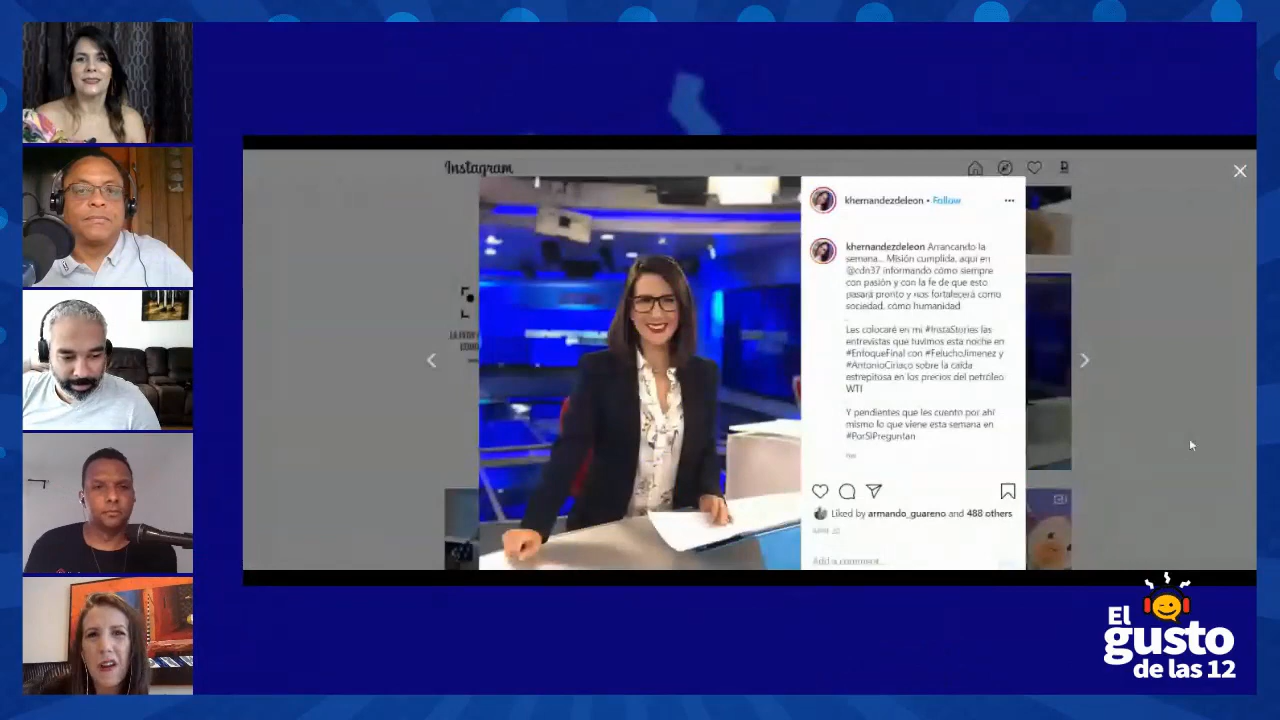 Instagram
khernandezdeleon • Follow
khernandezdeleon Arrancando la
semana... Misión cumplida, aquí en
@cdn37 informando cómo siempre
con pasión y con la fe de que esto
pasará pronto y nos fortalecerá como
sociedad, cómo humanidad
Les colocaré en mi #InstaStories las
entrevistas que tuvimos esta noche en
#EnfoqueFinal con #FeluchoJimenez y
#AntonioCiriaco sobre la caída
estrepitosa en los precios del petróleo
WTI
Y pendientes que les cuento por ahí
mismo lo que viene esta semana en
#PorSiPreguntan
Liked by armando_guareno and 488 others
Add a comment...
El
gusto
de las 12